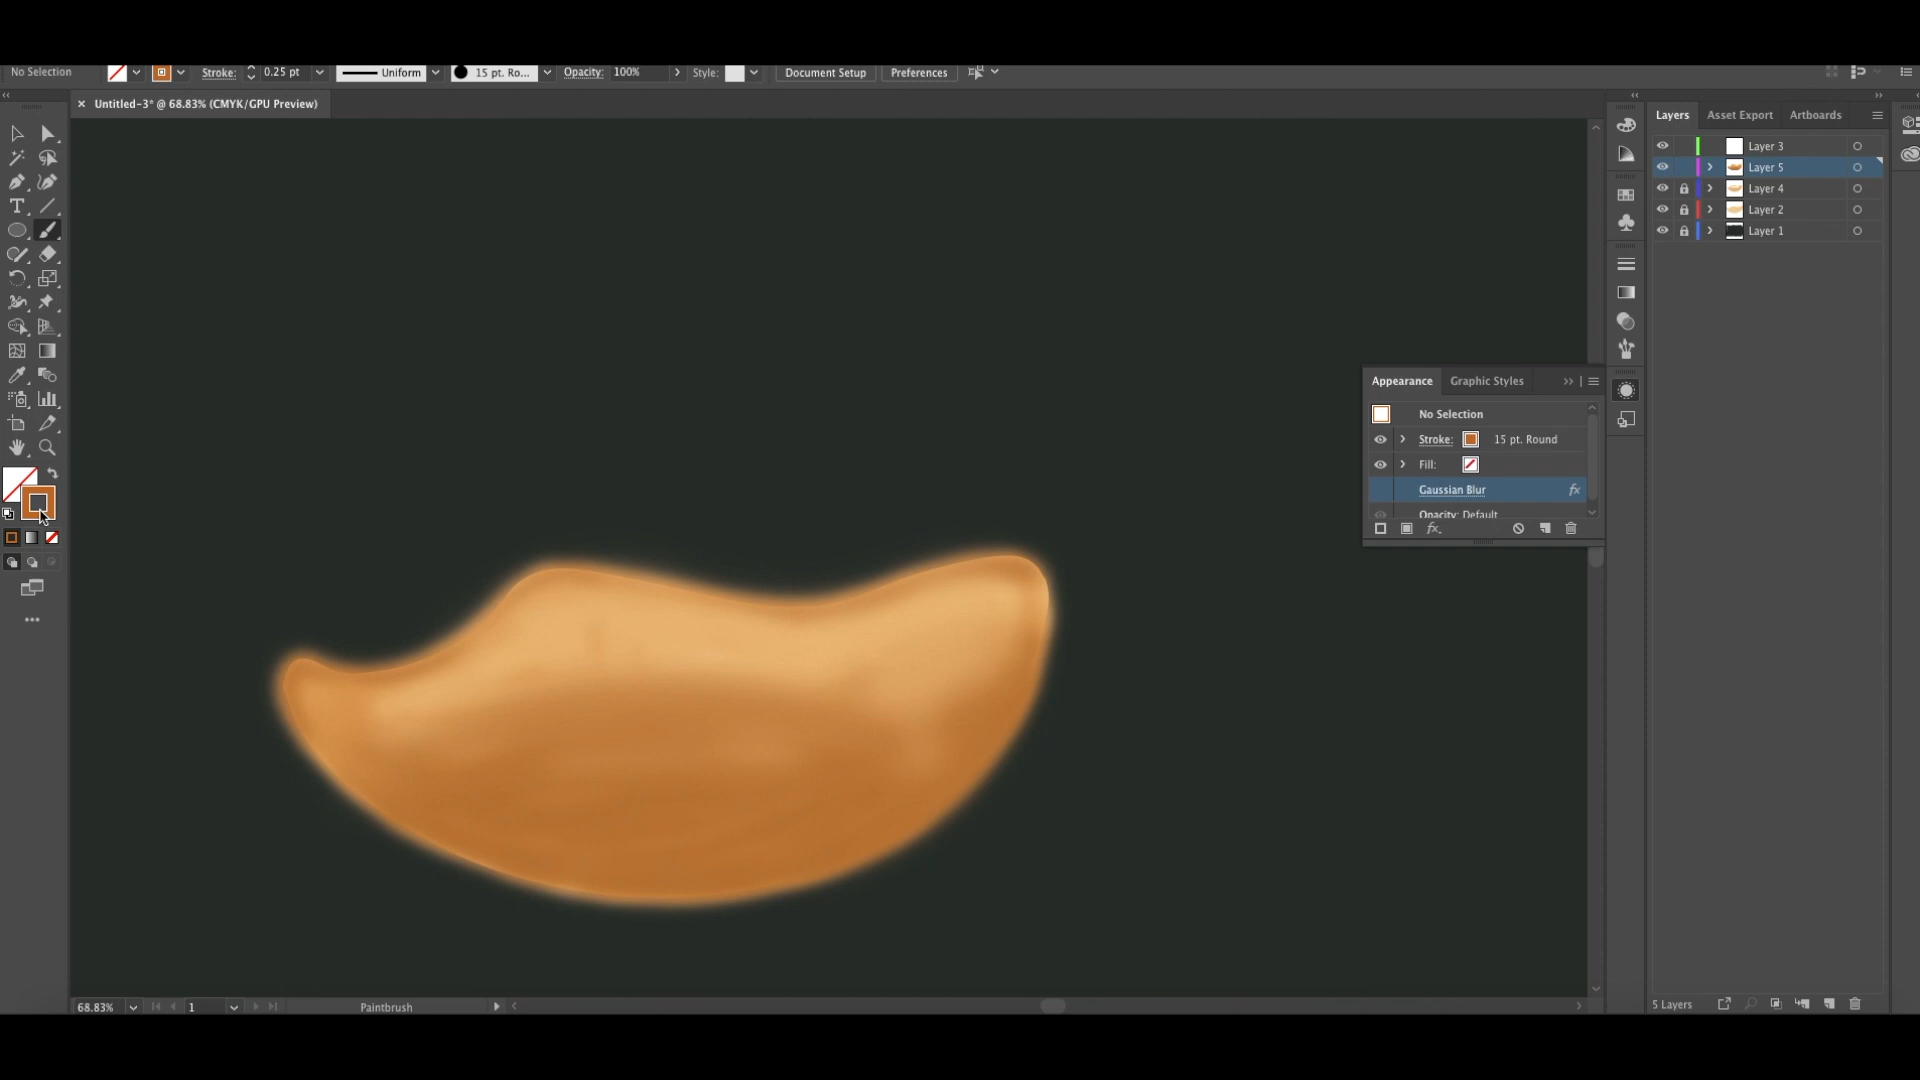 No Selection Stroke: 0.25 pt Uniform 15 pt. Ro... Opacity: 100% Style: Document Setup Preferences
Untitled-3* @ 68.83% (CMYK/GPU Preview)
Layers Asset Export Artboards
Layer 3
Layer 5
Layer 4
Layer 2
Layer 1
Appearance Graphic Styles
No Selection
Stroke: 15 pt. Round
Fill:
Gaussian Blur fx
Opacity: Default
fx.
68.83% 1 Paintbrush
5 Layers